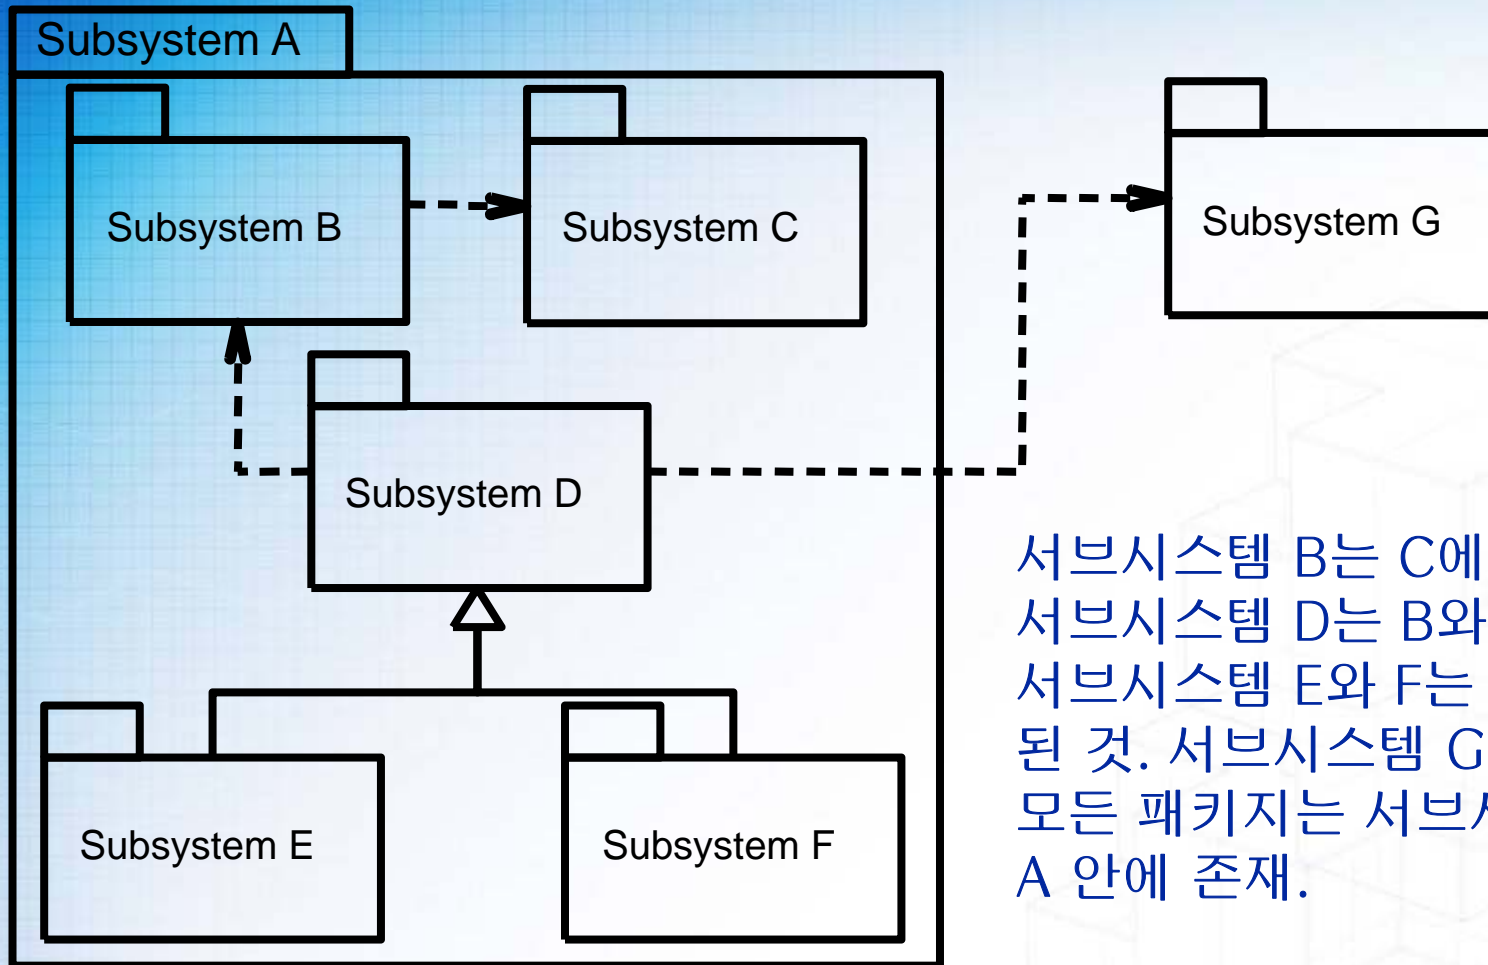 Subsystem A
Subsystem B
Subsystem C
Subsystem G
Subsystem D
Subsystem E
Subsystem F
서브시스템 B는 C에
서브시스템 D는 B와
서브시스템 E와 F는
된 것. 서브시스템 G
모든 패키지는
A 안에 존재.